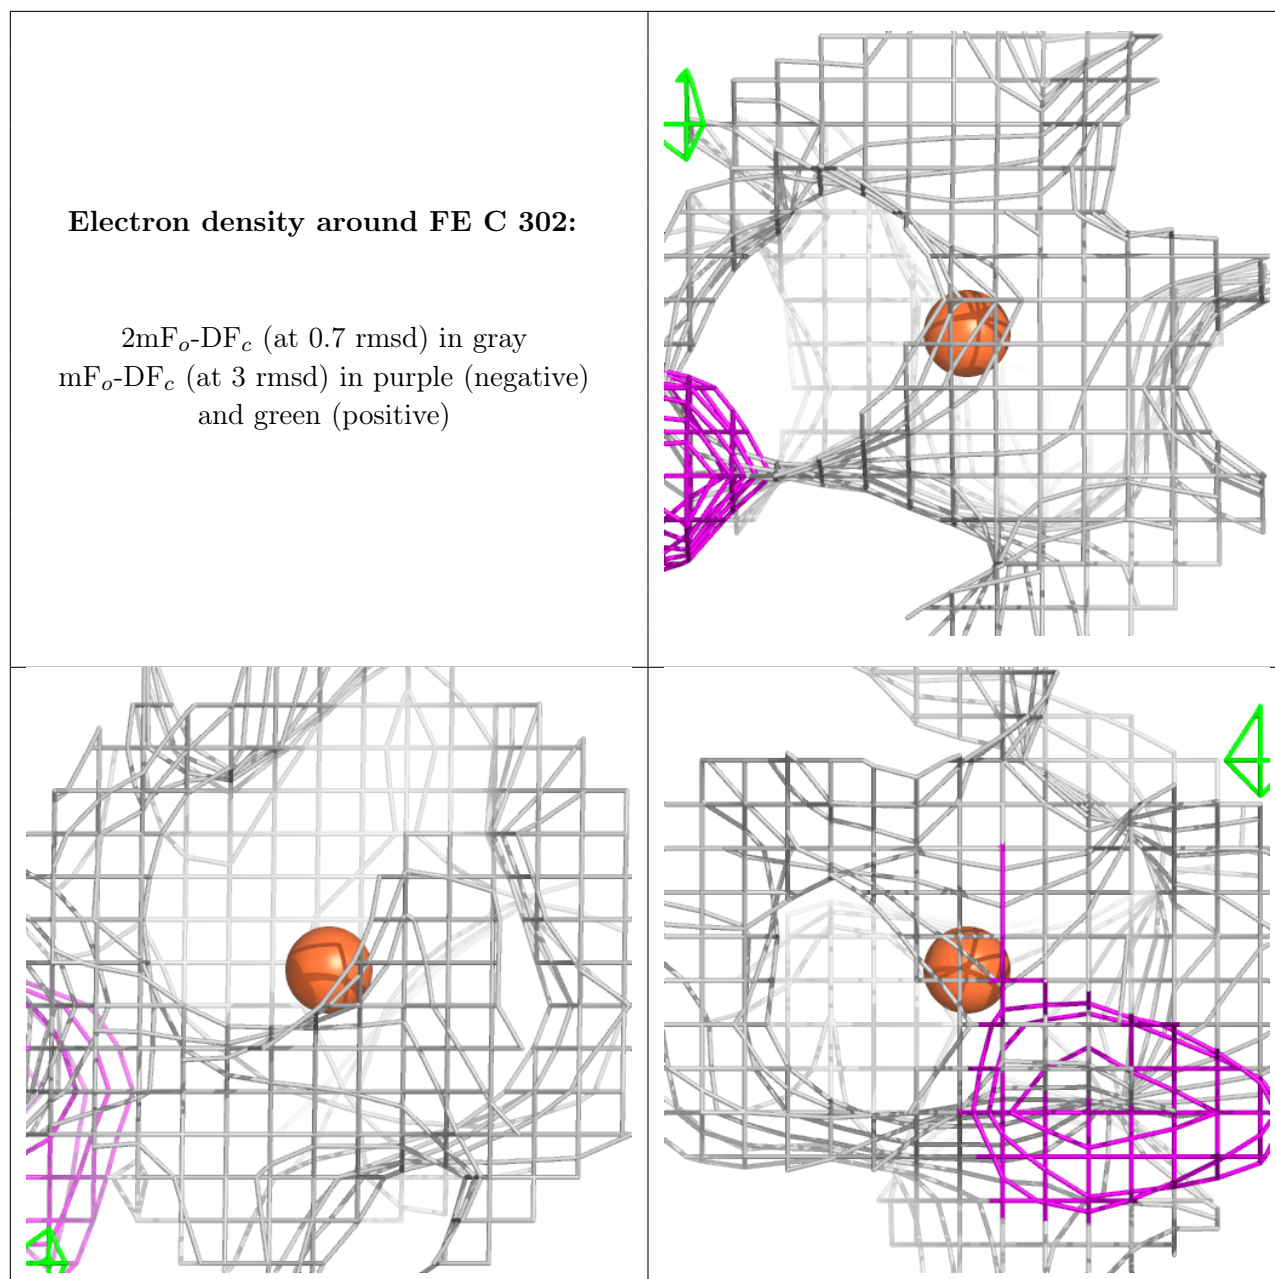 Electron density around FE C 302:
2mFo-DFc (at 0.7 rmsd) in gray
mFo-DFc (at 3 rmsd) in purple (negative)
and green (positive)